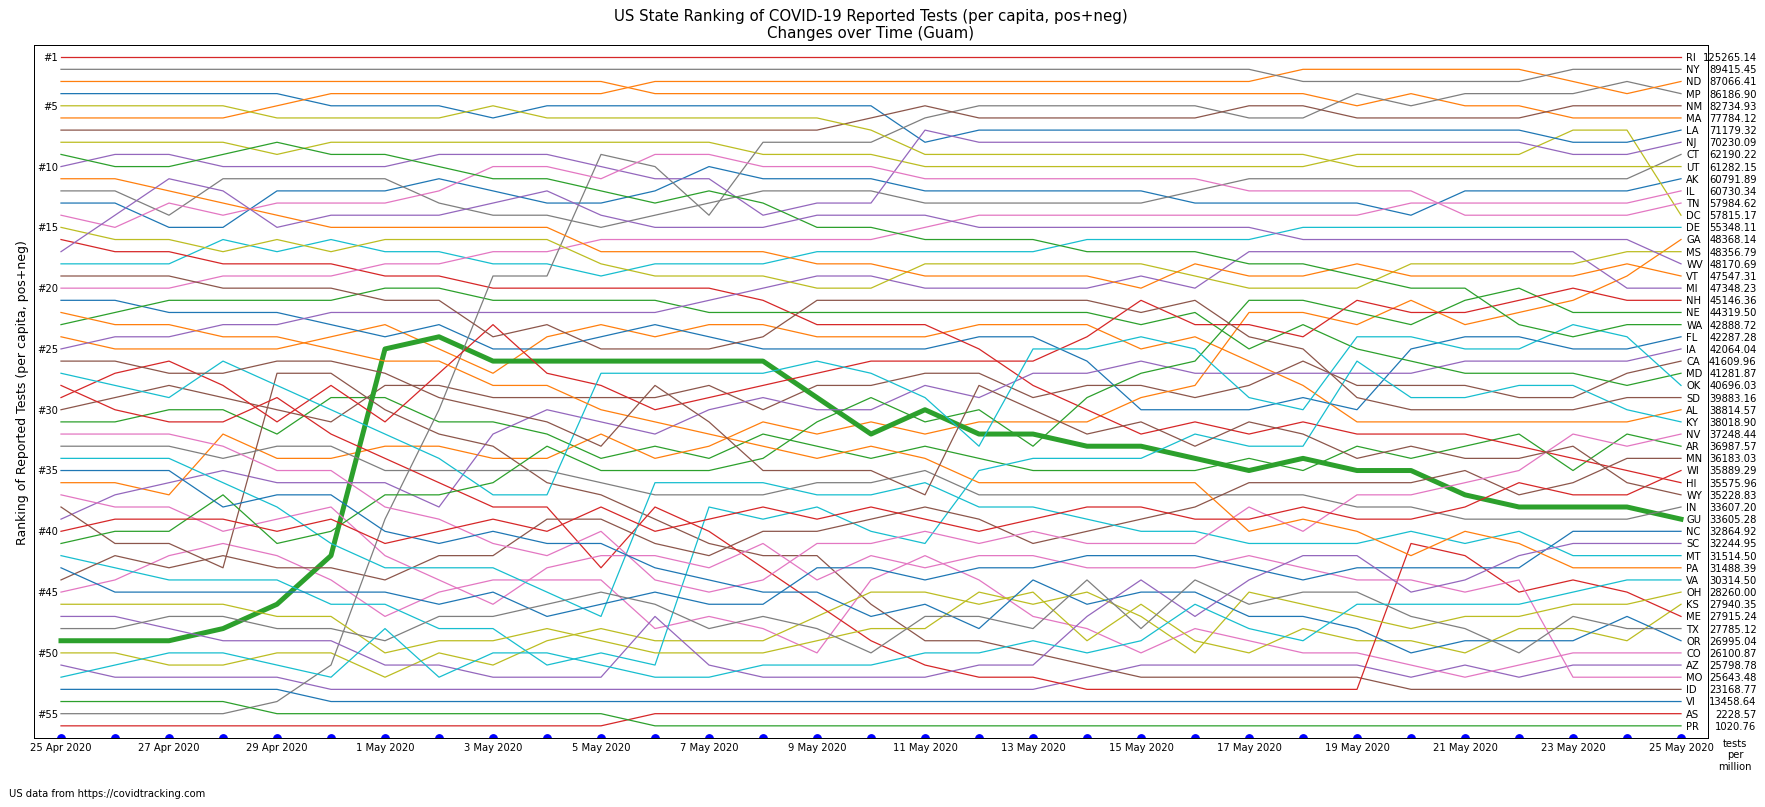 US State Ranking of COVID-19 Reported Tests (per capita, pos+neg)
Changes over Time (Guam)
Ranking of Reported Tests (per capita, pos+neg)
#1
#5
#10
#15
#20
#25
#30
#35
#40
#45
#50
#55
RI 125265.14
NY 89415.45
ND 87066.41
MP 86186.90
NM 82734.93
MA 77784.12
LA 71179.32
NJ 70230.09
CT 62190.22
UT 61282.15
AK 60791.89
IL 60730.34
TN 57984.62
DC 57815.17
DE 55348.11
GA 48368.14
MS 48356.79
WV 48170.69
VT 47547.31
MI 47348.23
NH 45146.36
NE 44319.50
WA 42888.72
FL 42287.28
IA 42064.04
CA 41609.96
MD 41281.87
OK 40696.03
SD 39883.16
AL 38814.57
KY 38018.90
NV 37248.44
AR 36987.57
MN 36183.03
WI 35889.29
HI 35575.96
WY 35228.83
IN 33607.20
GU 33605.28
NC 32864.92
SC 32244.95
MT 31514.50
PA 31488.39
VA 30314.50
OH 28260.00
KS 27940.35
ME 27915.24
TX 27785.12
OR 26995.04
CO 26100.87
AZ 25798.78
MO 25643.48
ID 23168.77
VI 13458.64
AS 2228.57
PR 1020.76
25 Apr 2020
27 Apr 2020
29 Apr 2020
1 May 2020
3 May 2020
5 May 2020
7 May 2020
9 May 2020
11 May 2020
13 May 2020
15 May 2020
17 May 2020
19 May 2020
21 May 2020
23 May 2020
25 May 2020
tests
per
million
US data from https://covidtracking.com